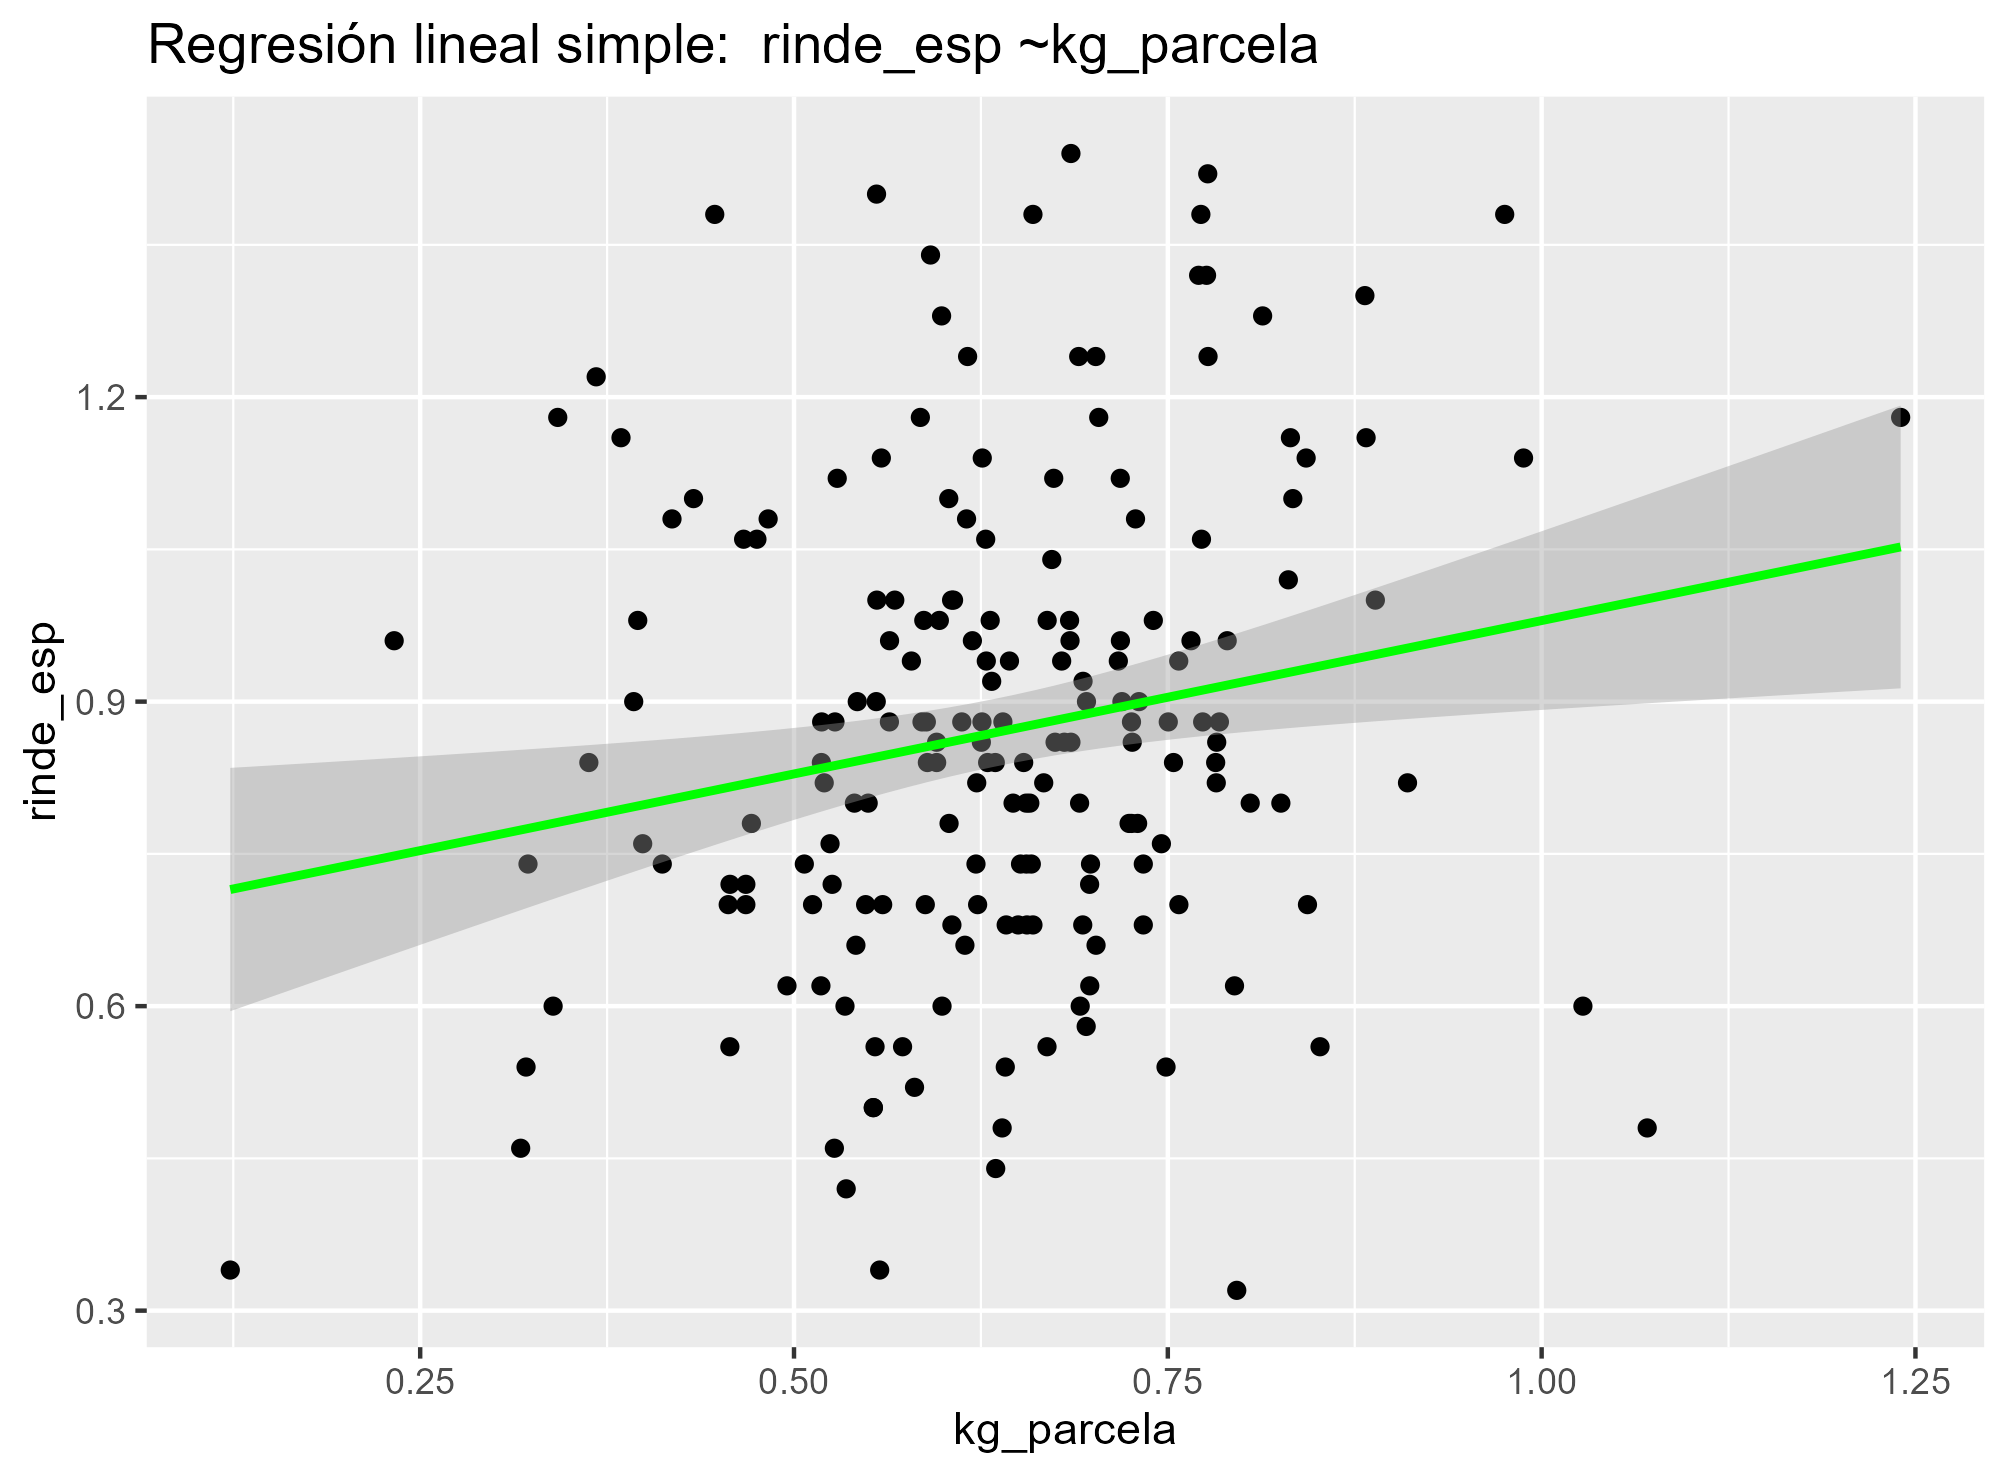 Regresión lineal simple:  rinde_esp ~kg_parcela
rinde_esp
1.2
0.9
0.6
0.3
0.25 0.50 0.75 1.00 1.25
kg_parcela